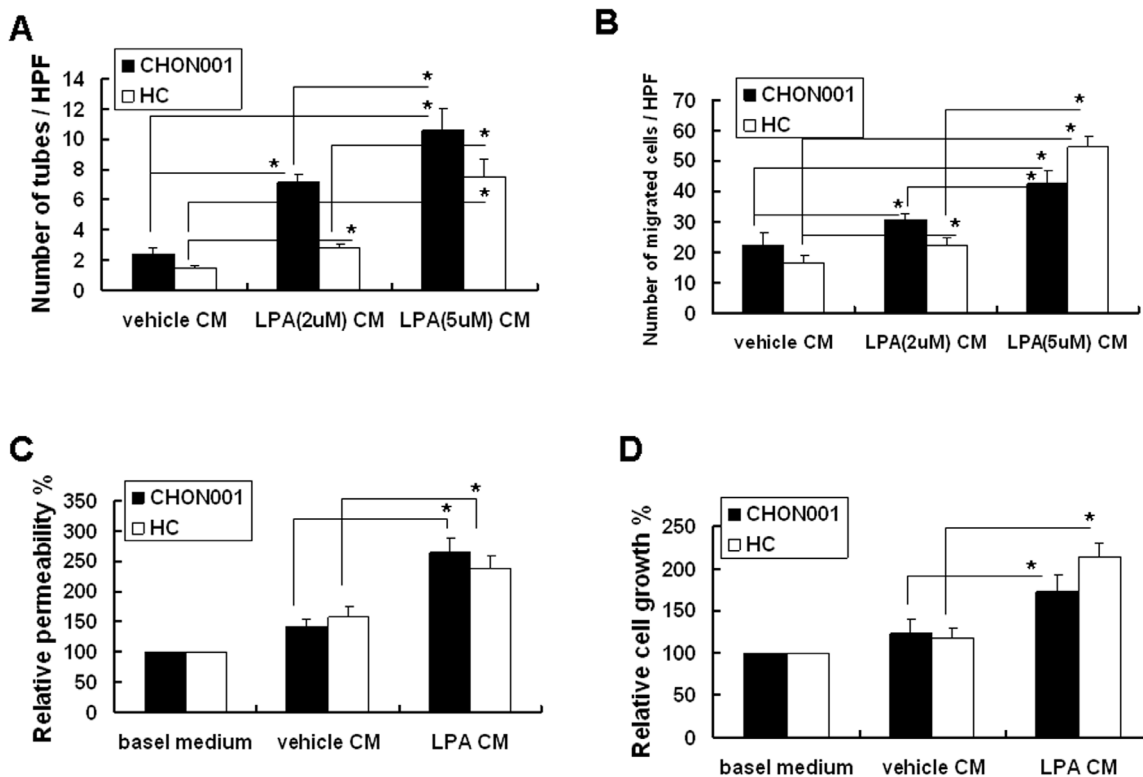 A
CHON001
HC
Number of tubes / HPF
14
12
10
8
6
4
2
0
* * * * * *
vehicle CM LPA(2uM) CM LPA(5uM) CM
B
CHON001
HC
Number of migrated cells / HPF
70
60
50
40
30
20
10
0
* * * * * *
vehicle CM LPA(2uM) CM LPA(5uM) CM
C
CHON001
HC
Relative permeability %
350
300
250
200
150
100
50
0
* *
basel medium vehicle CM LPA CM
D
CHON001
HC
Relative cell growth %
250
200
150
100
50
0
* *
basel medium vehicle CM LPA CM